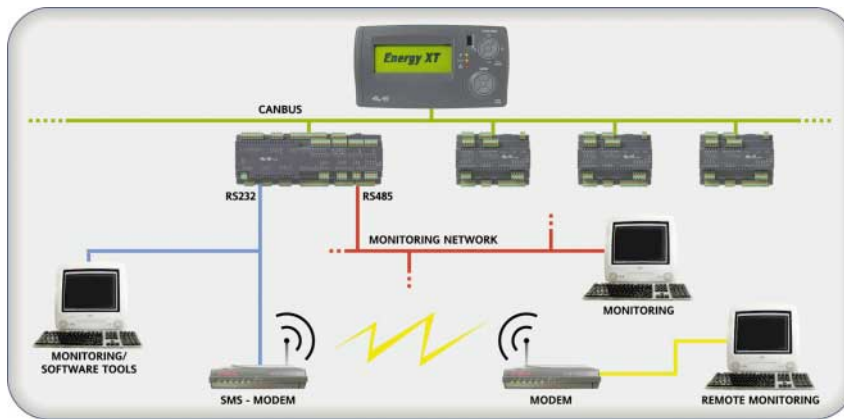 Energy XT
CANBUS
RS232
RS485
MONITORING NETWORK
MONITORING
MONITORING/
SOFTWARE TOOLS
SMS - MODEM
MODEM
REMOTE MONITORING